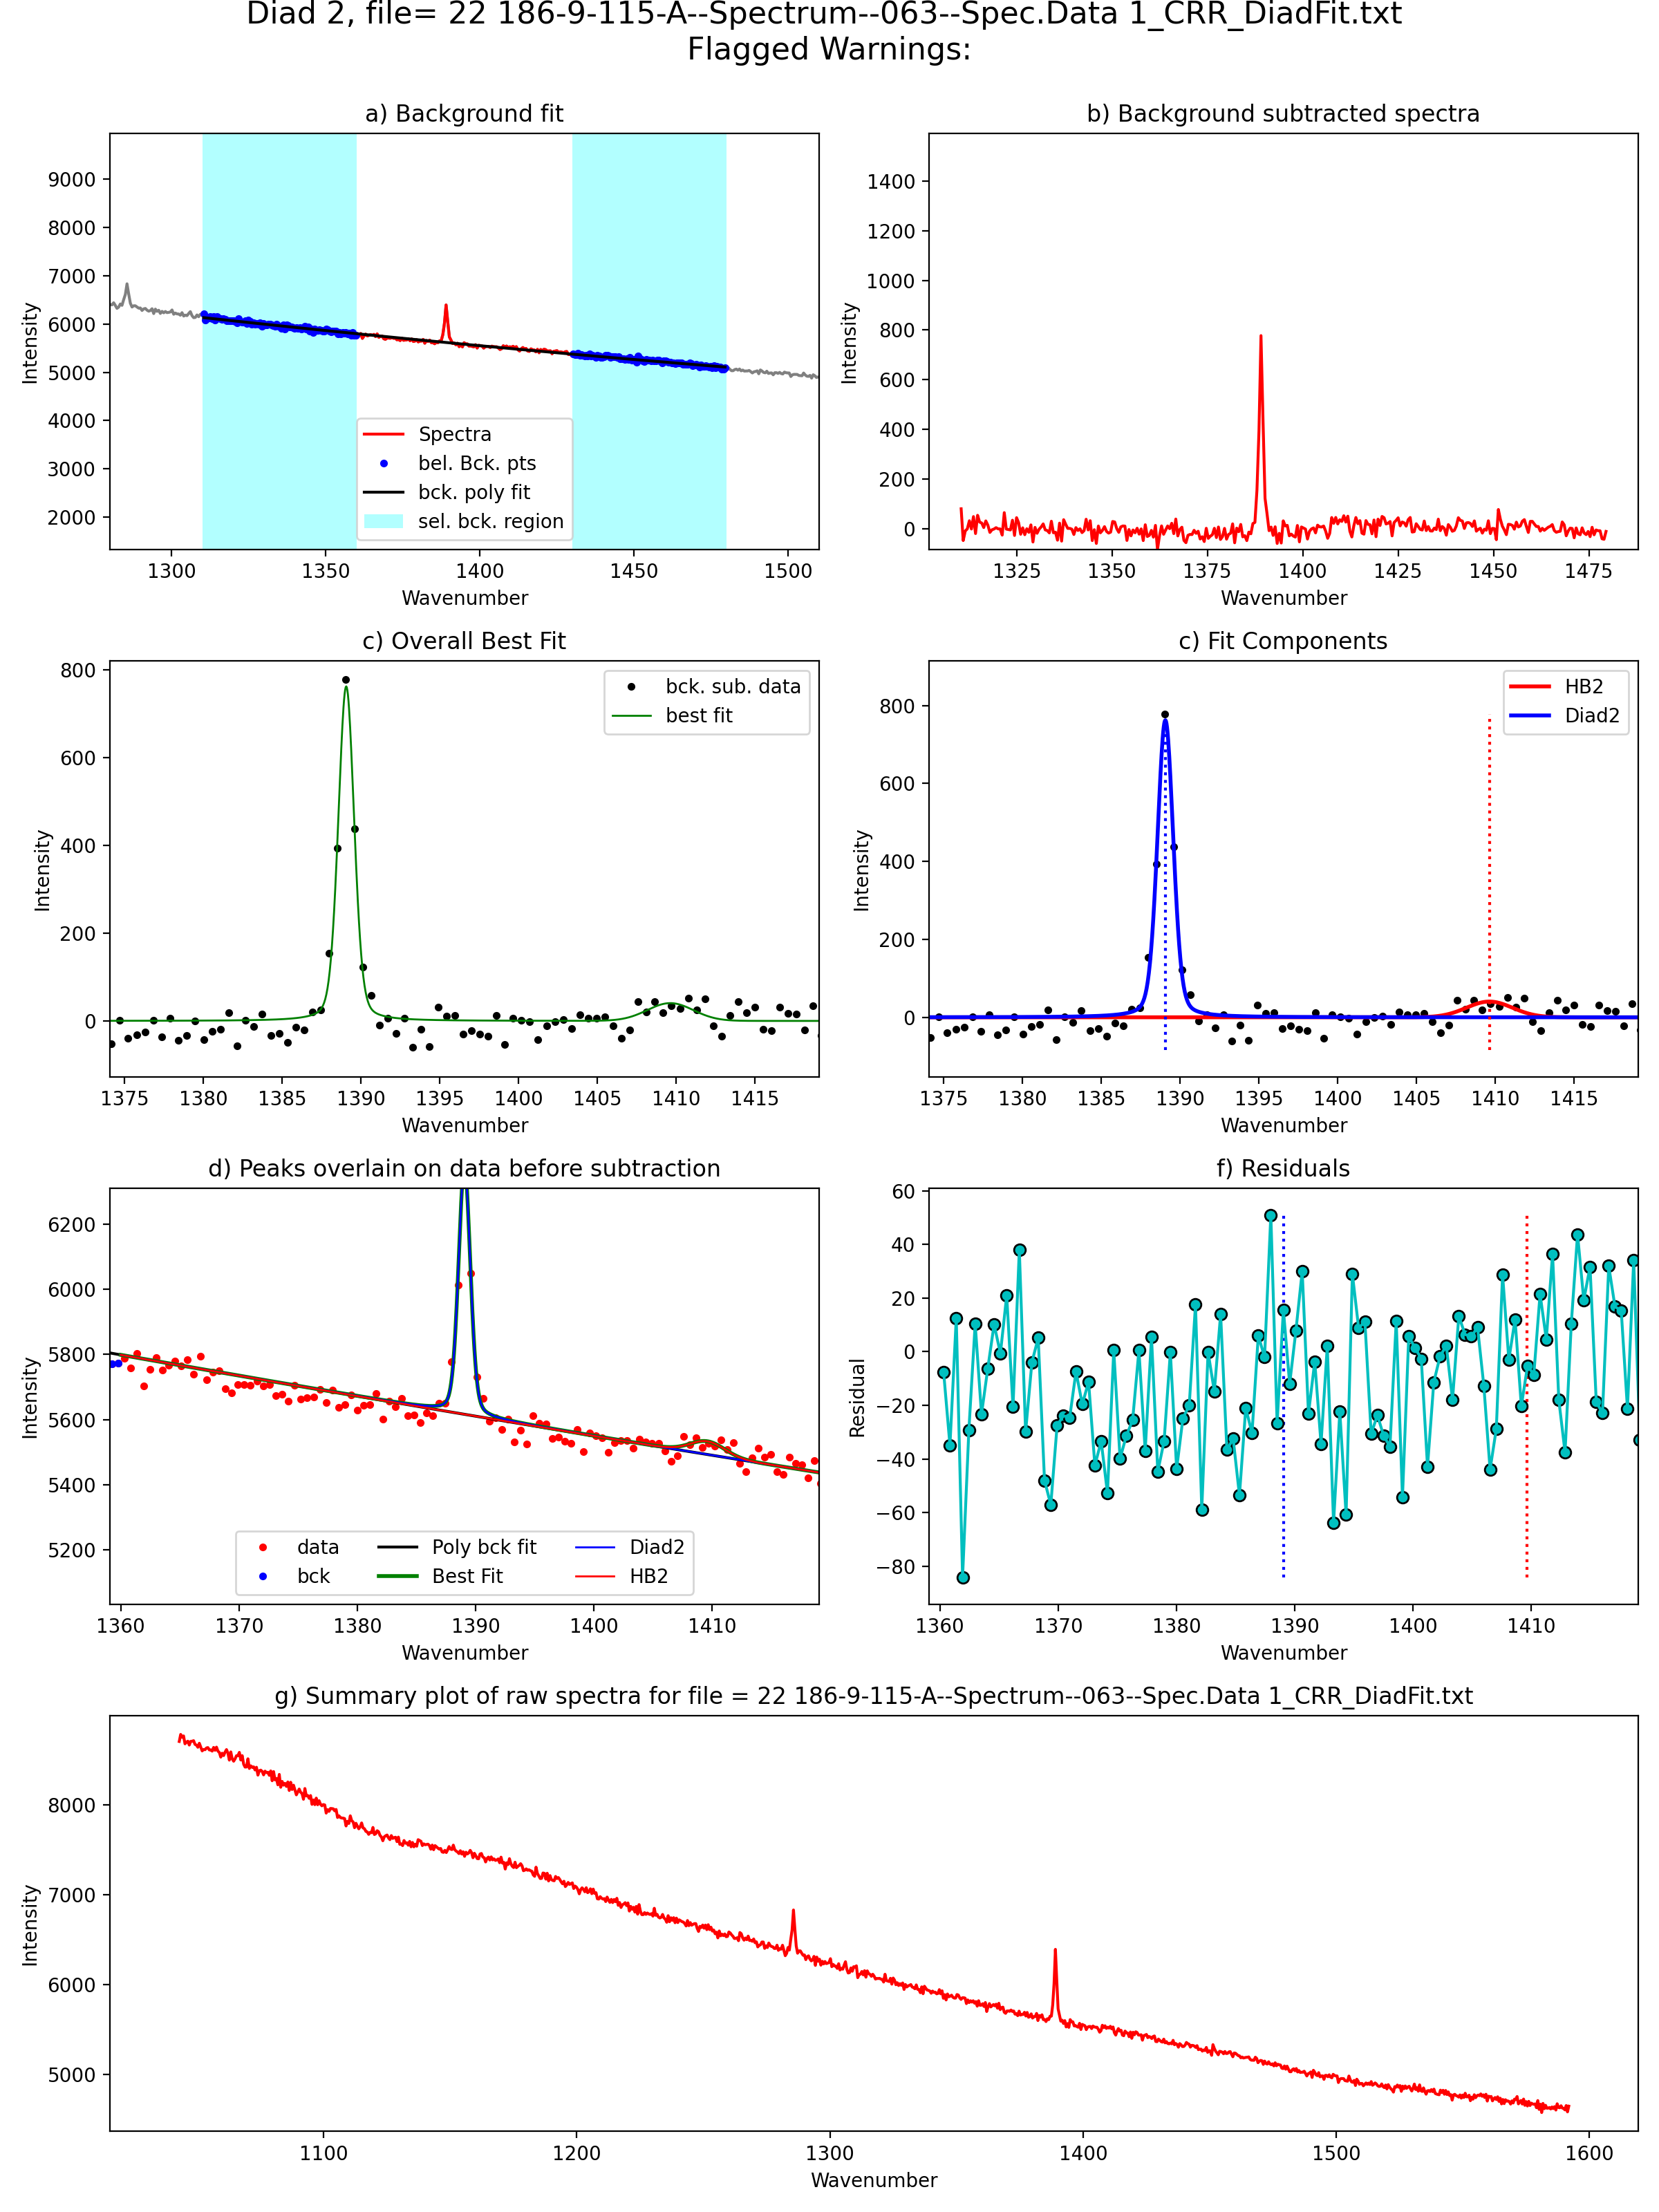 Diad 2, file= 22 186-9-115-A--Spectrum--063--Spec.Data 1_CRR_DiadFit.txt
Flagged Warnings:
a) Background fit
9000
8000
7000
6000
5000
4000
3000
2000
Intensity
Spectra
bel. Bck. pts
bck. poly fit
sel. bck. region
1300 1350 1400 1450 1500
Wavenumber
b) Background subtracted spectra
1400
1200
1000
800
600
400
200
0
Intensity
1325 1350 1375 1400 1425 1450 1475
Wavenumber
c) Overall Best Fit
800
600
400
200
0
Intensity
bck. sub. data
best fit
1375 1380 1385 1390 1395 1400 1405 1410 1415
Wavenumber
c) Fit Components
800
600
400
200
0
Intensity
HB2
Diad2
1375 1380 1385 1390 1395 1400 1405 1410 1415
Wavenumber
d) Peaks overlain on data before subtraction
6200
6000
5800
5600
5400
5200
Intensity
data
bck
Poly bck fit
Best Fit
Diad2
HB2
1360 1370 1380 1390 1400 1410
Wavenumber
f) Residuals
60
40
20
0
−20
−40
−60
−80
Residual
1360 1370 1380 1390 1400 1410
Wavenumber
g) Summary plot of raw spectra for file = 22 186-9-115-A--Spectrum--063--Spec.Data 1_CRR_DiadFit.txt
8000
7000
6000
5000
Intensity
1100 1200 1300 1400 1500 1600
Wavenumber